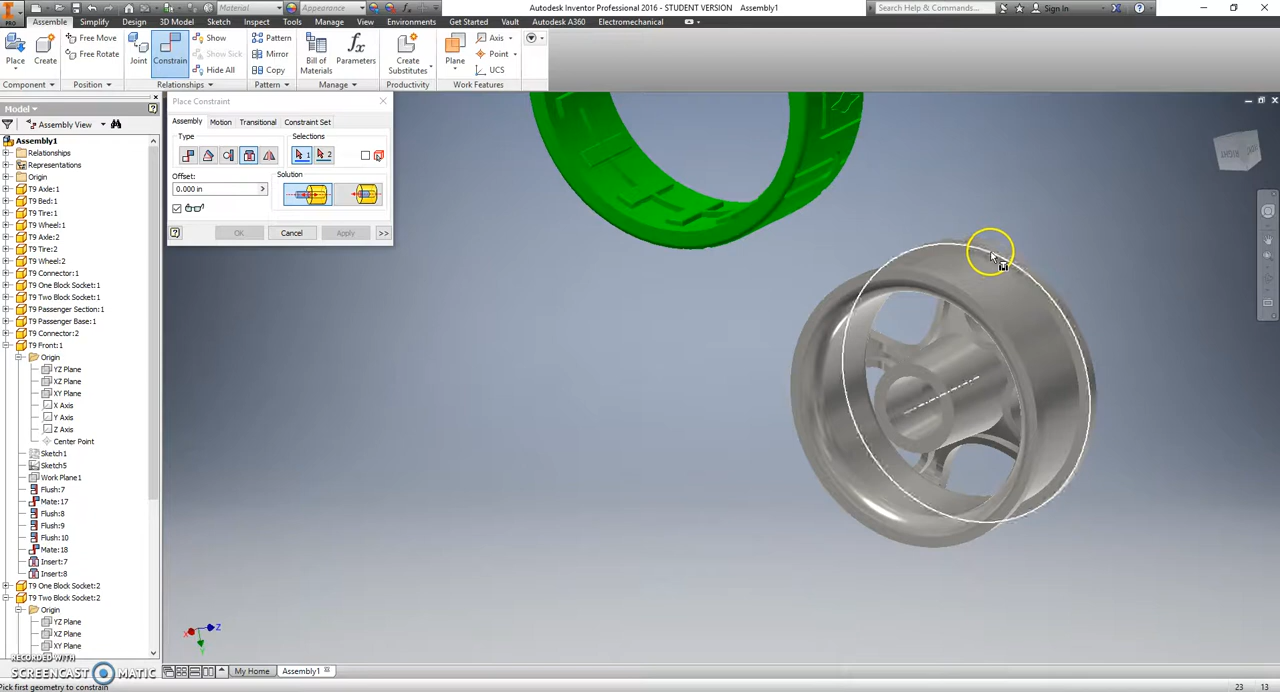 Material
Appearance
Autodesk Inventor Professional 2016 - STUDENT VERSION Assembly1
Search Help & Commands...
Sign In
PRO
Assemble Simplify Design 3D Model Sketch Inspect Tools Manage View Environments Get Started Vault Autodesk A360 Electromechanical
Place
Create
Free Move
Free Rotate
Joint
Constrain
Show
Show Sick
Hide All
Pattern
Mirror
Copy
Bill of Materials
Parameters
Create Substitutes
Plane
Axis
Point
UCS
Component
Position
Relationships
Pattern
Manage
Productivity
Work Features
Model
Assembly View
Assembly1
Relationships
Representations
Origin
T9 Axle:1
T9 Bed:1
T9 Tire:1
T9 Wheel:1
T9 Axle:2
T9 Tire:2
T9 Wheel:2
T9 Connector:1
T9 One Block Socket:1
T9 Two Block Socket:1
T9 Passenger Section:1
T9 Passenger Base:1
T9 Connector:2
T9 Front:1
Origin
YZ Plane
XZ Plane
XY Plane
X Axis
Y Axis
Z Axis
Center Point
Sketch1
Sketch5
Work Plane1
Flush:7
Mate:17
Flush:8
Flush:9
Flush:10
Mate:18
Insert:7
Insert:8
T9 One Block Socket:2
T9 Two Block Socket:2
Origin
YZ Plane
XZ Plane
XY Plane
Place Constraint
Assembly Motion Transitional Constraint Set
Type
Selections
1
2
Offset:
0.000 in
Solution
OK
Cancel
Apply
>>
RIGHT
X
Y
Z
RECORDED WITH
SCREENCAST MATIC
My Home
Assembly1
Pick first geometry to constrain
23
13